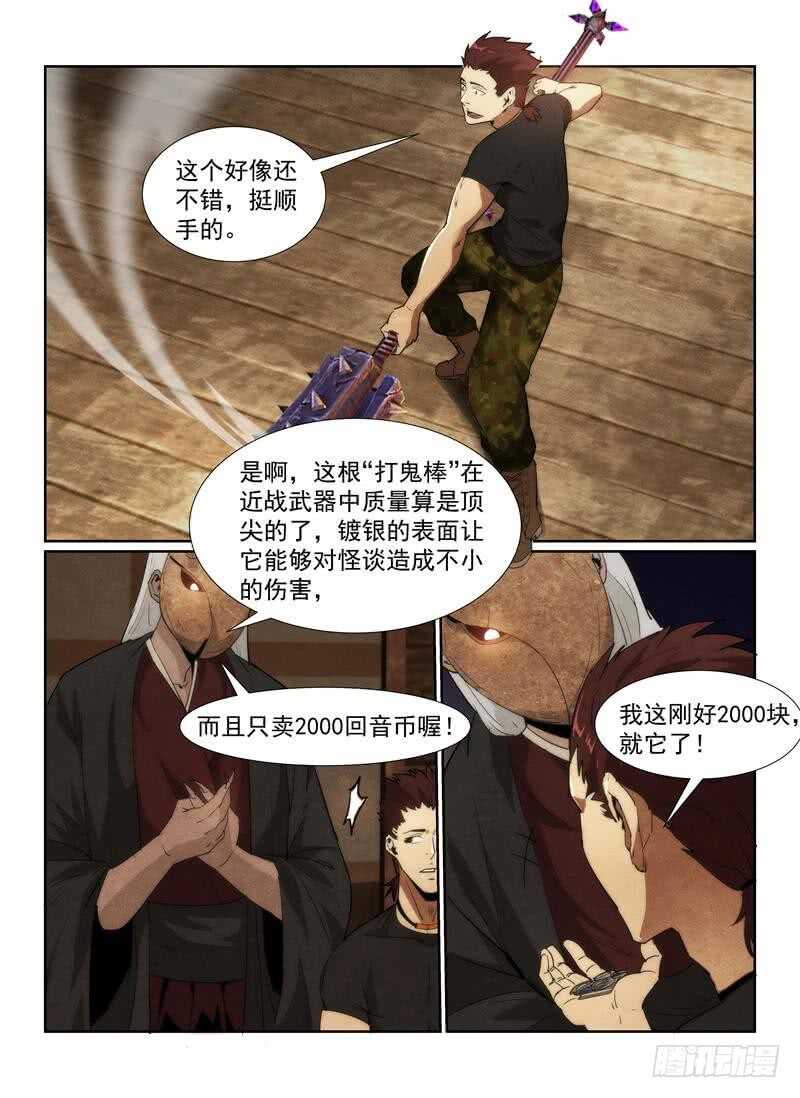 这个好像还
不错，挺顺
手的。
是啊，这根“打鬼棒”在
近战武器中质量算是顶
尖的了，镀银的表面让
它能够对怪谈造成不小
的伤害，
而且只卖2000回音币喔！
我这刚好2000块，
就它了！
腾讯动漫